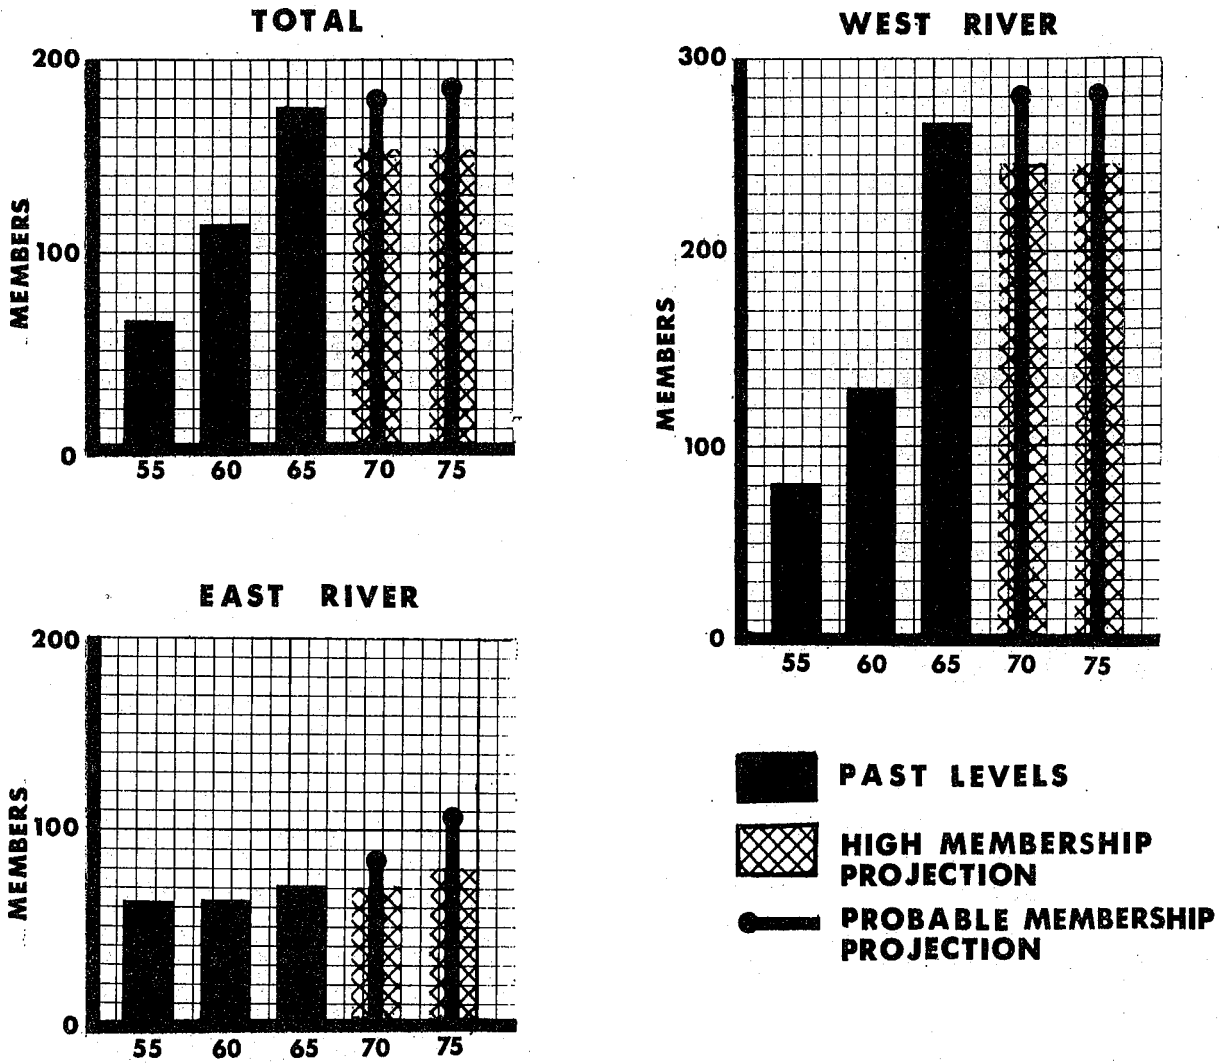 TOTAL
200
100
0
MEMBERS
55 60 65 70 75
WEST RIVER
300
200
100
0
MEMBERS
55 60 65 70 75
EAST RIVER
200
100
0
MEMBERS
55 60 65 70 75
PAST LEVELS
HIGH MEMBERSHIP
PROJECTION
PROBABLE MEMBERSHIP
PROJECTION